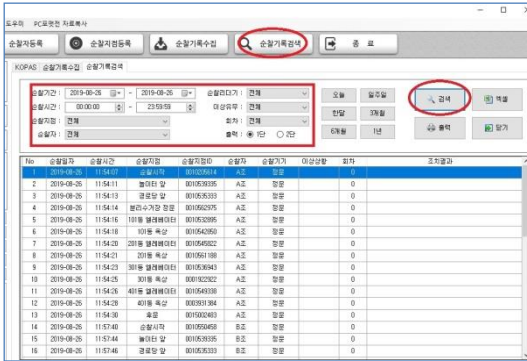 도우미 PC포맷전 자료복사
순찰자등록 순찰지점등록 순찰기록수집 순찰기록검색 종 료
KOPAS 순찰기록수집 순찰기록검색
순찰기간 : 2019-08-26 - 2019-08-26 순찰리더기 : 전체 오늘 일주일 검색 엑셀
순찰시간 : 00:00:00 - 23:59:59 이상유무 : 전체 한달 3개월
순찰지점 : 전체 회차 : 전체
순찰자 : 전체 출력 : 1단 2단 6개월 1년 출력 닫기
No 순찰일자 순찰시간 순찰지점 순찰지점ID 순찰자 순찰기기 이상상황 회차 조치결과
1 2019-08-26 11:54:07 순찰시작 A조 정문 0
2 2019-08-26 11:54:11 놀이터 앞 0010539335 A조 정문 0
3 2019-08-26 11:54:13 경로당 앞 0010535333 A조 정문 0
4 2019-08-26 11:54:14 분리수거장 정문 0010562975 A조 정문 0
5 2019-08-26 11:54:16 101동 엘레베이터 0010532895 A조 정문 0
6 2019-08-26 11:54:18 101동 옥상 0010542850 A조 정문 0
7 2019-08-26 11:54:20 201동 엘레베이터 0010545822 A조 정문 0
8 2019-08-26 11:54:21 201동 옥상 0010561188 A조 정문 0
9 2019-08-26 11:54:23 301동 엘레베이터 0010536943 A조 정문 0
10 2019-08-26 11:54:25 301동 옥상 0001922922 A조 정문 0
11 2019-08-26 11:54:26 401동 엘레베이터 0010549338 A조 정문 0
12 2019-08-26 11:54:28 401동 옥상 0003931384 A조 정문 0
13 2019-08-26 11:54:30 후문 0015002483 A조 정문 0
14 2019-08-26 11:57:40 순찰시작 0010550458 B조 정문 0
15 2019-08-26 11:57:44 놀이터 앞 0010539335 B조 정문 0
16 2019-08-26 11:57:46 경로당 앞 0010535333 B조 정문 0